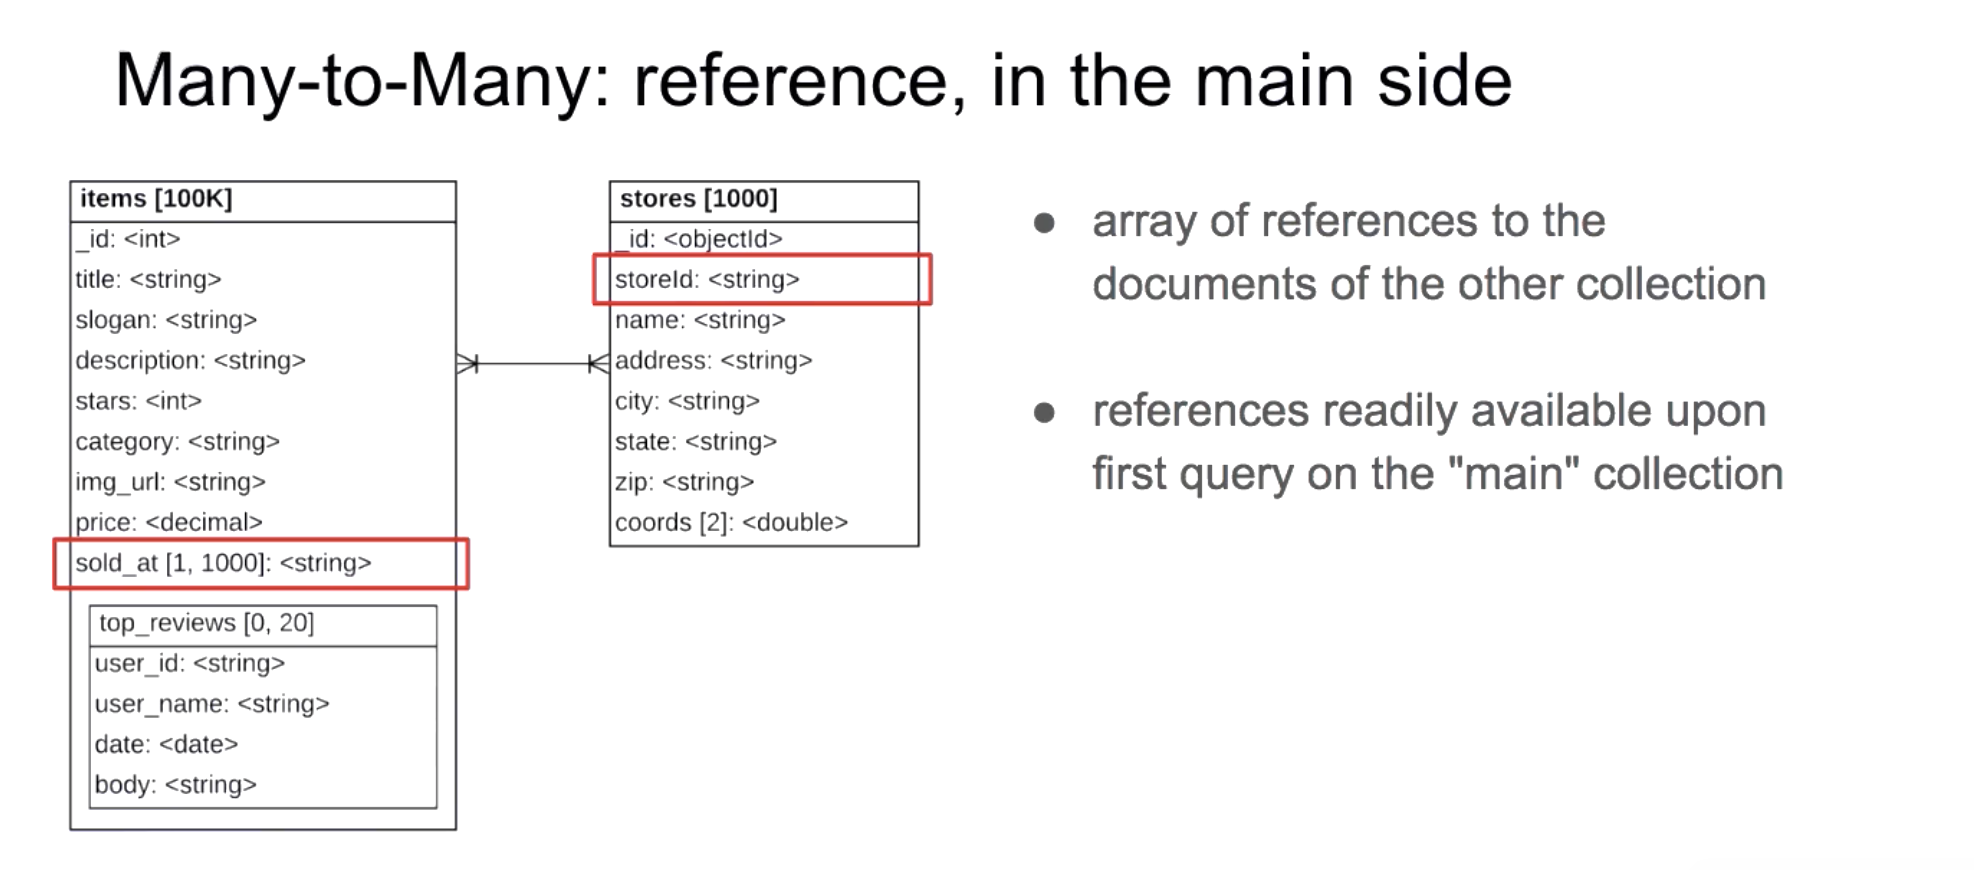 Many-to-Many: reference, in the main side
items [100K]
_id: <int>
title: <string>
slogan: <string>
description: <string>
stars: <int>
category: <string>
img_url: <string>
price: <decimal>
sold_at [1, 1000]: <string>
top_reviews [0, 20]
user_id: <string>
user_name: <string>
date: <date>
body: <string>
stores [1000]
_id: <objectId>
storeId: <string>
name: <string>
address: <string>
city: <string>
state: <string>
zip: <string>
coords [2]: <double>
● array of references to the
documents of the other collection
● references readily available upon
first query on the "main" collection